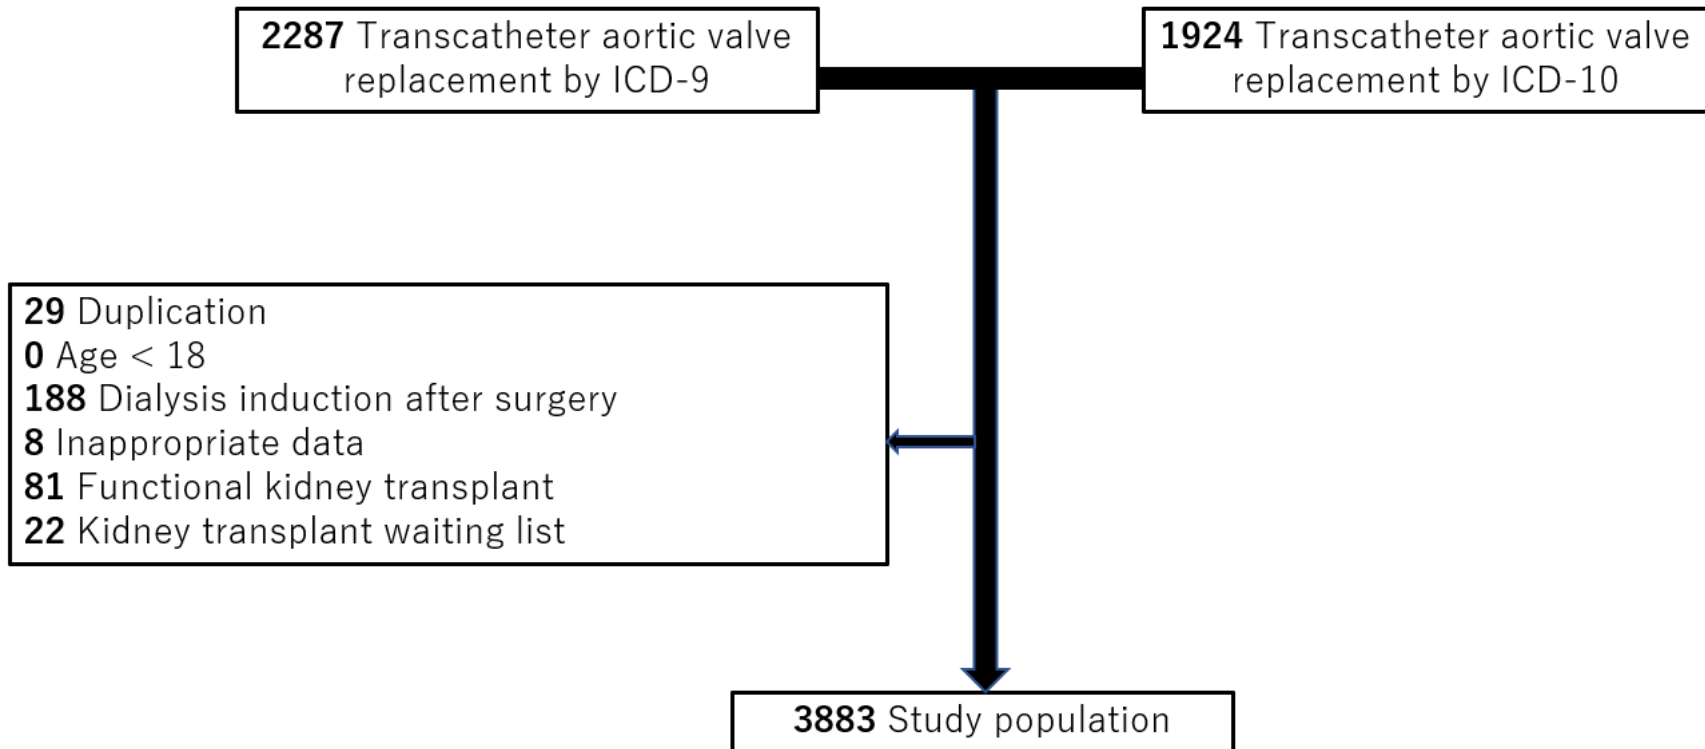 2287 Transcatheter aortic valve
replacement by ICD-9
1924 Transcatheter aortic valve
replacement by ICD-10
29 Duplication
0 Age < 18
188 Dialysis induction after surgery
8 Inappropriate data
81 Functional kidney transplant
22 Kidney transplant waiting list
3883 Study population